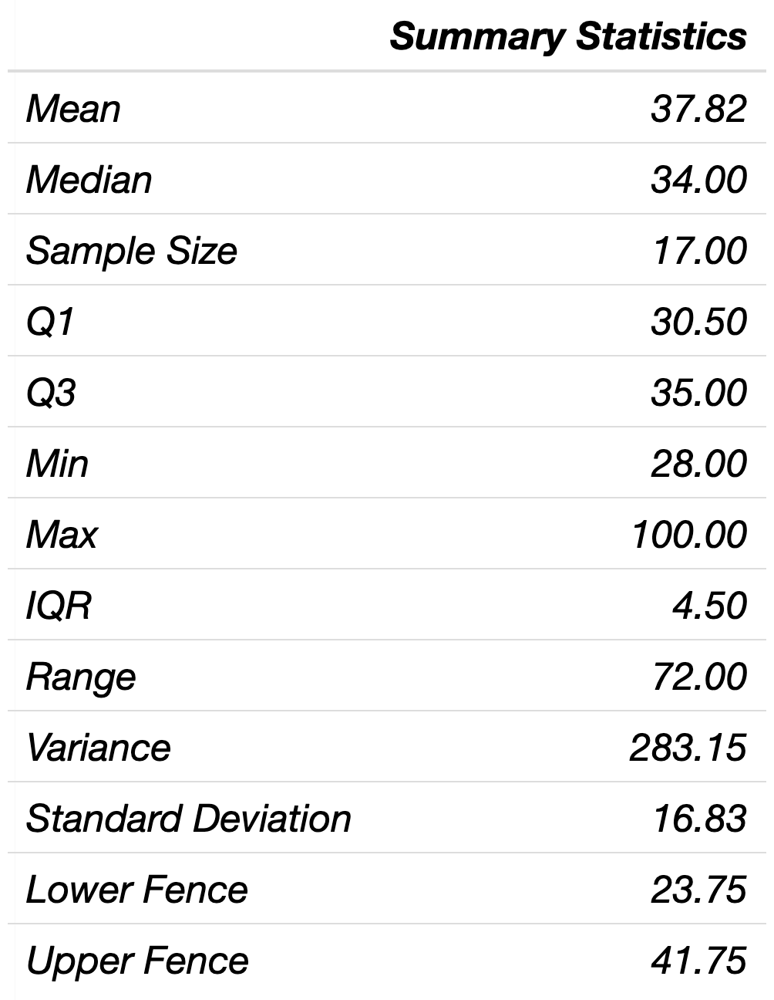 Summary Statistics
Mean 37.82
Median 34.00
Sample Size 17.00
Q1 30.50
Q3 35.00
Min 28.00
Max 100.00
IQR 4.50
Range 72.00
Variance 283.15
Standard Deviation 16.83
Lower Fence 23.75
Upper Fence 41.75